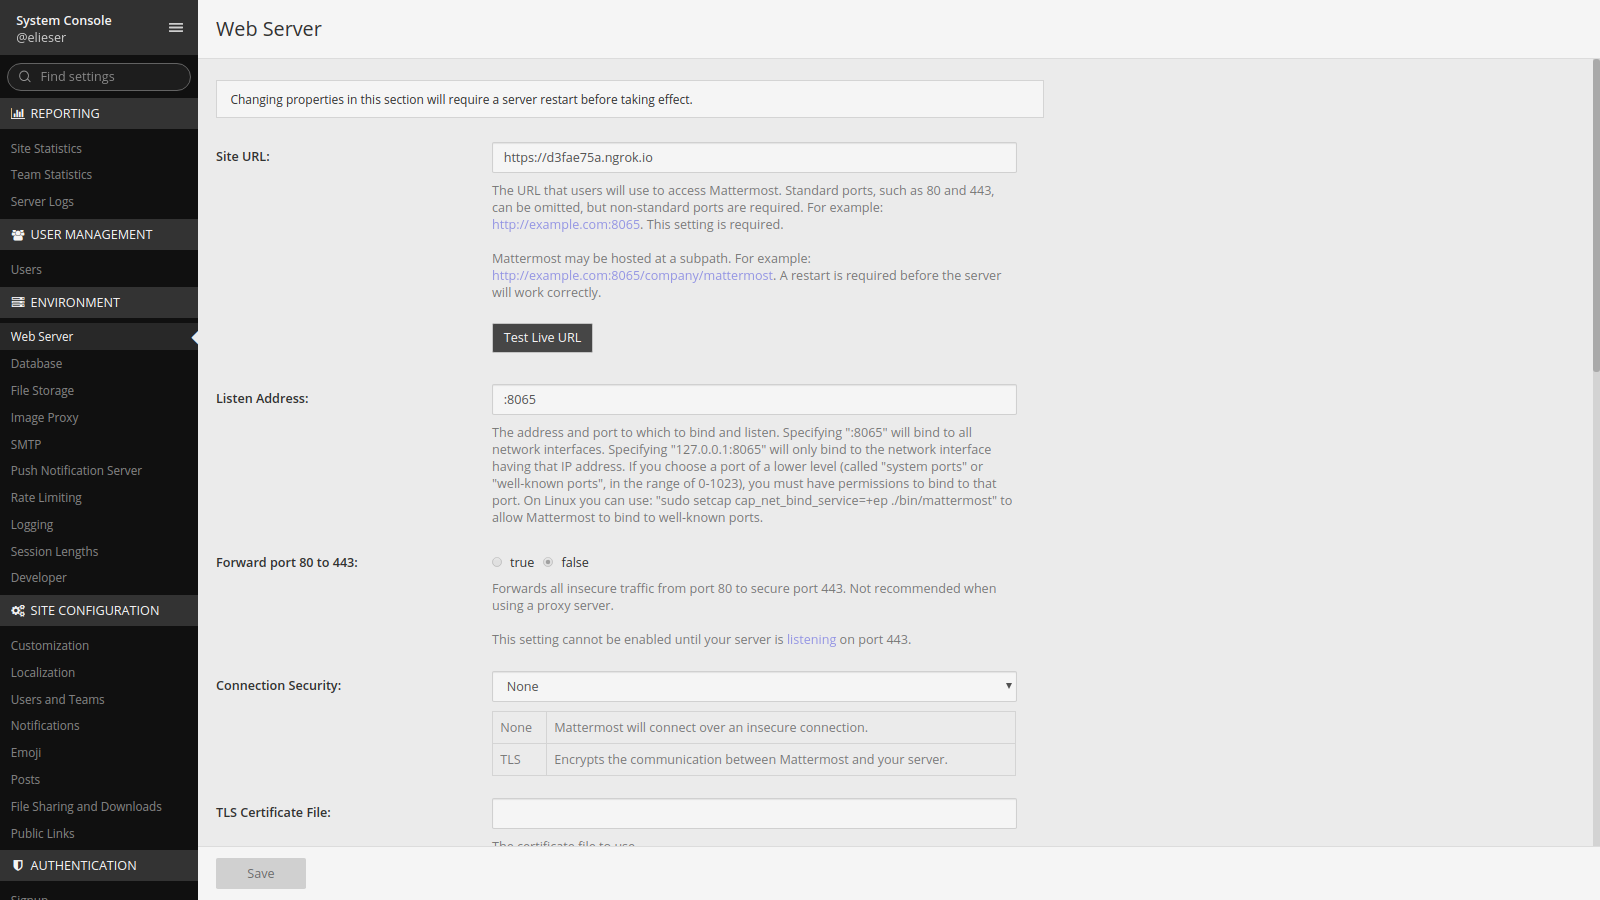 System Console
@elieser
Find settings
REPORTING
Site Statistics
Team Statistics
Server Logs
USER MANAGEMENT
Users
ENVIRONMENT
Web Server
Database
File Storage
Image Proxy
SMTP
Push Notification Server
Rate Limiting
Logging
Session Lengths
Developer
SITE CONFIGURATION
Customization
Localization
Users and Teams
Notifications
Emoji
Posts
File Sharing and Downloads
Public Links
AUTHENTICATION
Signup
Web Server
Changing properties in this section will require a server restart before taking effect.
Site URL:
https://d3fae75a.ngrok.io
The URL that users will use to access Mattermost. Standard ports, such as 80 and 443,
can be omitted, but non-standard ports are required. For example:
http://example.com:8065. This setting is required.
Mattermost may be hosted at a subpath. For example:
http://example.com:8065/company/mattermost. A restart is required before the server
will work correctly.
Test Live URL
Listen Address:
:8065
The address and port to which to bind and listen. Specifying ":8065" will bind to all
network interfaces. Specifying "127.0.0.1:8065" will only bind to the network interface
having that IP address. If you choose a port of a lower level (called "system ports" or
"well-known ports", in the range of 0-1023), you must have permissions to bind to that
port. On Linux you can use: "sudo setcap cap_net_bind_service=+ep ./bin/mattermost" to
allow Mattermost to bind to well-known ports.
Forward port 80 to 443:
true false
Forwards all insecure traffic from port 80 to secure port 443. Not recommended when
using a proxy server.
This setting cannot be enabled until your server is listening on port 443.
Connection Security:
None
None Mattermost will connect over an insecure connection.
TLS Encrypts the communication between Mattermost and your server.
TLS Certificate File:
The certificate file to use.
Save